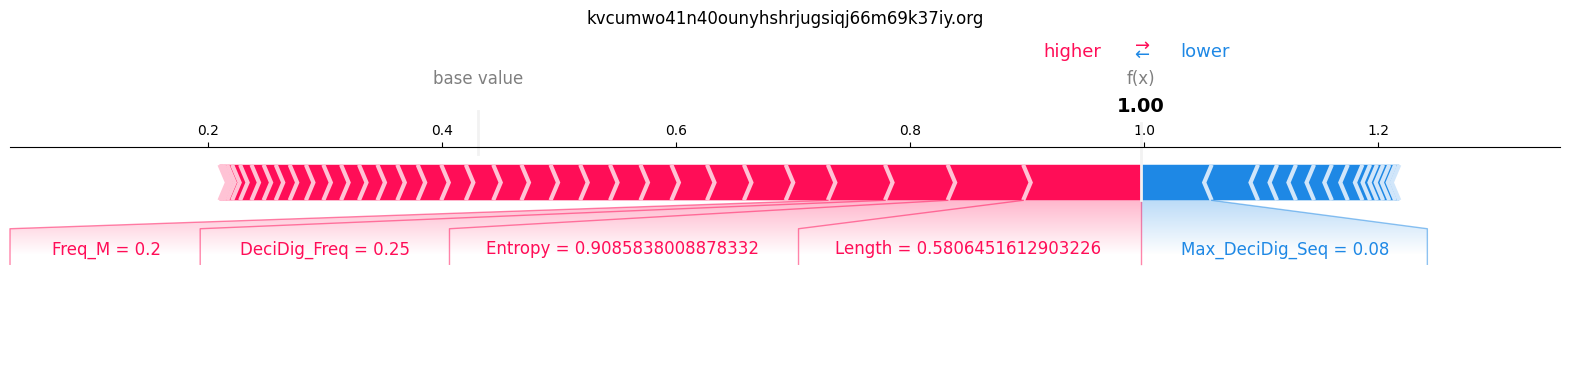 kvcumwo41n40ounyhshrjugsiqj66m69k37iy.org
higher ⇄ lower
base value f(x)
1.00
0.2 0.4 0.6 0.8 1.0 1.2
Freq_M = 0.2 DeciDig_Freq = 0.25 Entropy = 0.9085838008878332 Length = 0.5806451612903226 Max_DeciDig_Seq = 0.08